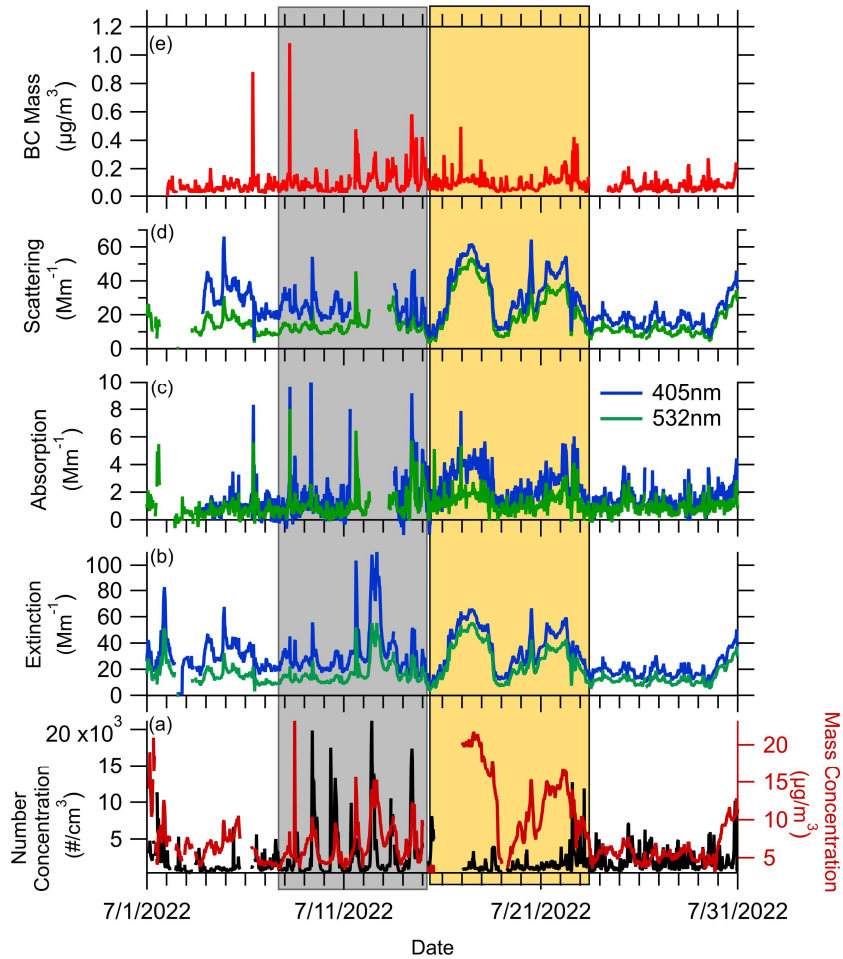 (e)
1.2
1.0
0.8
0.6
0.4
0.2
0.0
BC Mass
(µg/m³)
(d)
60
40
20
0
Scattering
(Mm⁻¹)
(c)
10
8
6
4
2
0
Absorption
(Mm⁻¹)
405nm
532nm
(b)
100
80
60
40
20
0
Extinction
(Mm⁻¹)
(a)
20 x10³
15
10
5
Number
Concentration
(#/cm³)
20
15
10
5
Mass Concentration
(µg/m³)
7/1/2022 7/11/2022 7/21/2022 7/31/2022
Date